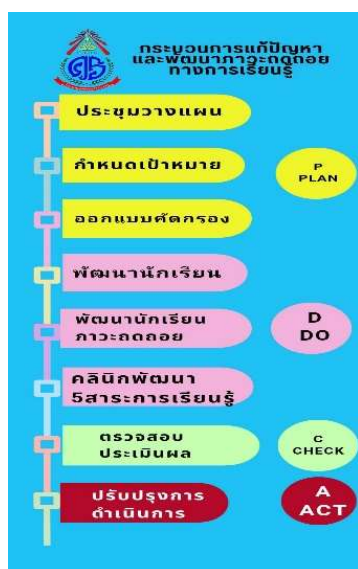 กระบวนการแก้ปัญหา
และพัฒนาภาวะถดถอย
ทางการเรียนรู้
ประชุมวางแผน
กำหนดเป้าหมาย
P
PLAN
ออกแบบคัดกรอง
พัฒนานักเรียน
พัฒนานักเรียน
ภาวะถดถอย
D
DO
คลินิกพัฒนา
5สาระการเรียนรู้
ตรวจสอบ
ประเมินผล
C
CHECK
ปรับปรุงการ
ดำเนินการ
A
ACT